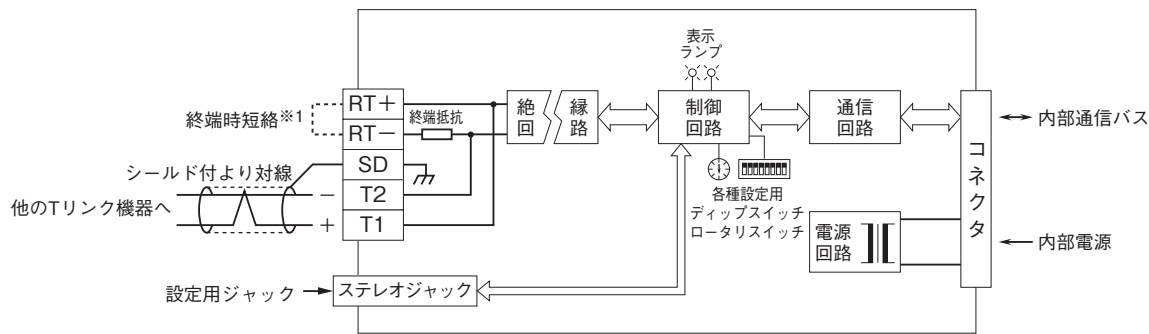 表示
ランプ
RT+
RT−
SD
T2
T1
終端時短絡※1
終端抵抗
シールド付より対線
他のTリンク機器へ
−
+
絶
回
縁
路
制御
回路
通信
回路
コネクタ
内部通信バス
各種設定用
ディップスイッチ
ロータリスイッチ
電源
回路
内部電源
設定用ジャック
ステレオジャック